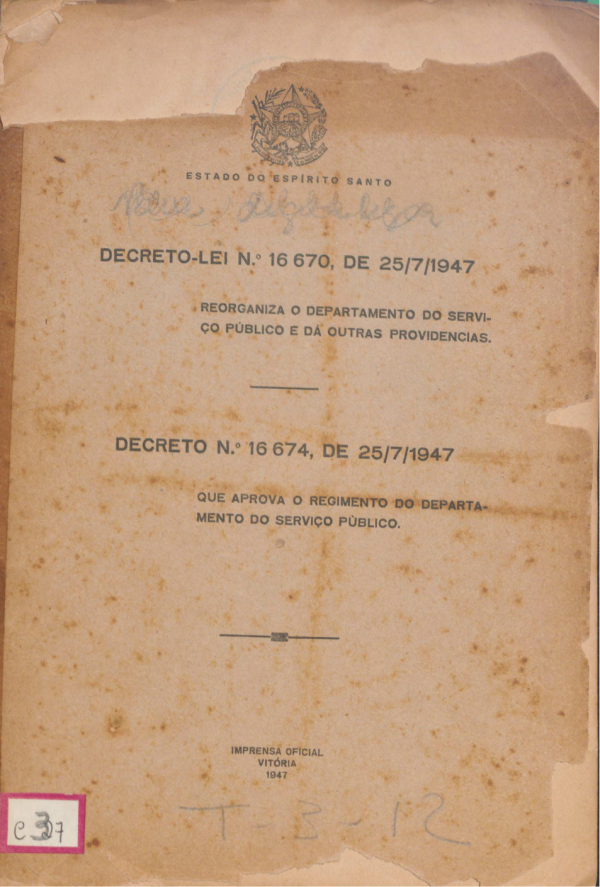 ESTADO DO ESPÍRITO SANTO
DECRETO-LEI N.º 16 670, DE 25/7/1947
REORGANIZA O DEPARTAMENTO DO SERVI-
ÇO PÚBLICO E DÁ OUTRAS PROVIDENCIAS.
DECRETO N.º 16 674, DE 25/7/1947
QUE APROVA O REGIMENTO DO DEPARTA-
MENTO DO SERVIÇO PÚBLICO.
IMPRENSA OFICIAL
VITÓRIA
1947
T-3-12